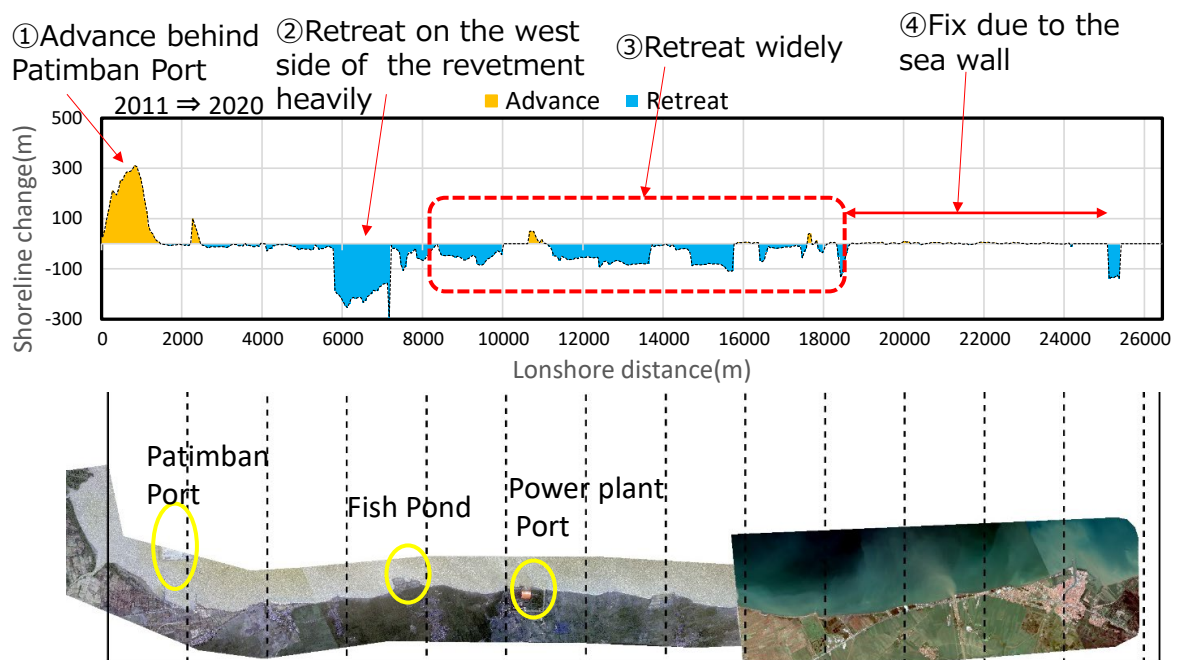 ①Advance behind
Patimban Port
②Retreat on the west
side of the revetment
heavily
③Retreat widely
④Fix due to the
sea wall
2011 ⇒ 2020
Advance
Retreat
Shoreline change(m)
500
300
100
-100
-300
0 2000 4000 6000 8000 10000 12000 14000 16000 18000 20000 22000 24000 26000
Lonshore distance(m)
Patimban
Port
Fish Pond
Power plant
Port